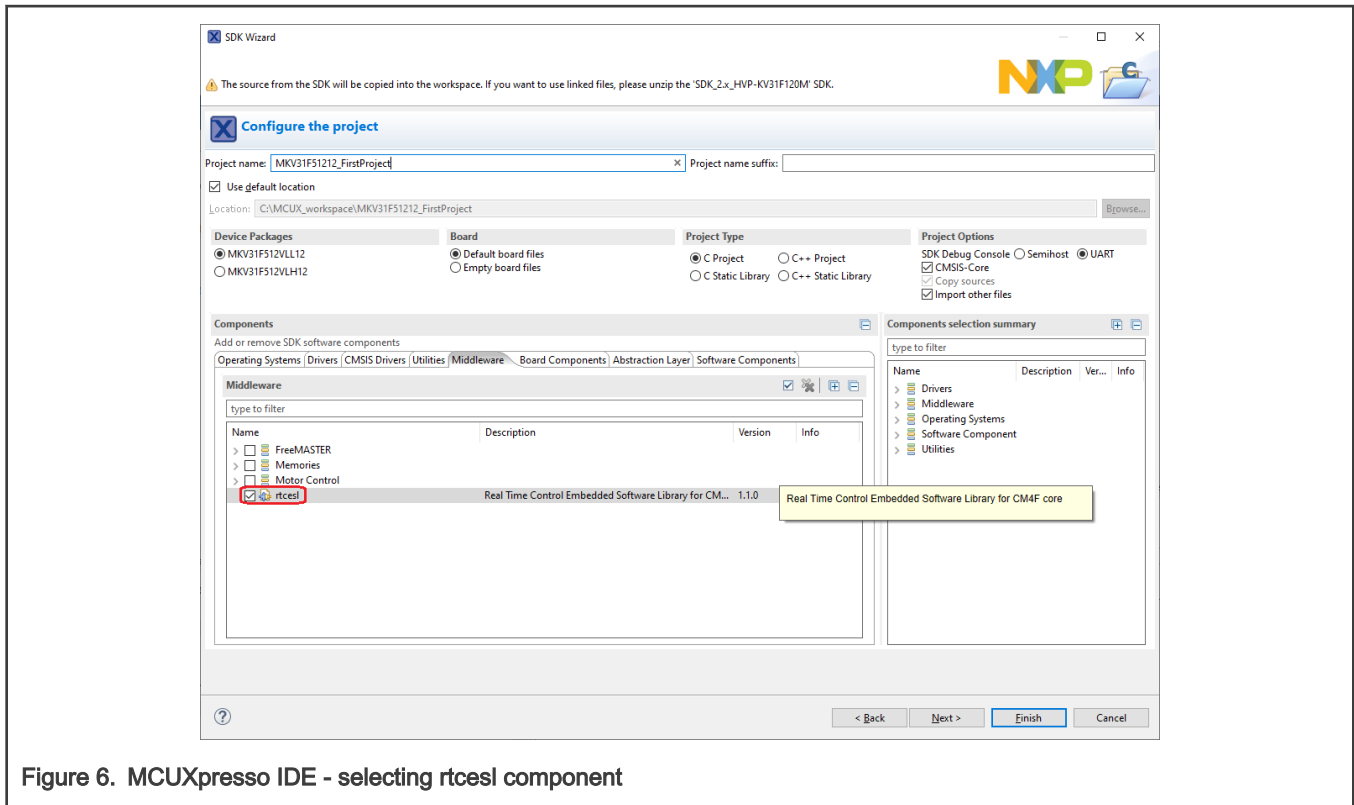 SDK Wizard
The source from the SDK will be copied into the workspace. If you want to use linked files, please unzip the 'SDK_2.x_HVP-KV31F120M' SDK.
NXP
Configure the project
Project name: MKV31F51212_FirstProject Project name suffix:
Use default location
Location: C:\MCUX_workspace\MKV31F51212_FirstProject Browse...
Device Packages Board Project Type Project Options
MKV31F512VLL12 Default board files C Project C++ Project SDK Debug Console Semihost UART
MKV31F512VLH12 Empty board files C Static Library C++ Static Library CMSIS-Core
Copy sources
Import other files
Components Components selection summary
Add or remove SDK software components type to filter
Operating Systems Drivers CMSIS Drivers Utilities Middleware Board Components Abstraction Layer Software Components
Name Description Ver... Info
Middleware Drivers
type to filter Middleware
Operating Systems
Name Description Version Info Software Component
FreeMASTER Utilities
Memories
Motor Control
rtcesl Real Time Control Embedded Software Library for CM... 1.1.0 Real Time Control Embedded Software Library for CM4F core
< Back Next > Finish Cancel
Figure 6. MCUXpresso IDE - selecting rtcesl component